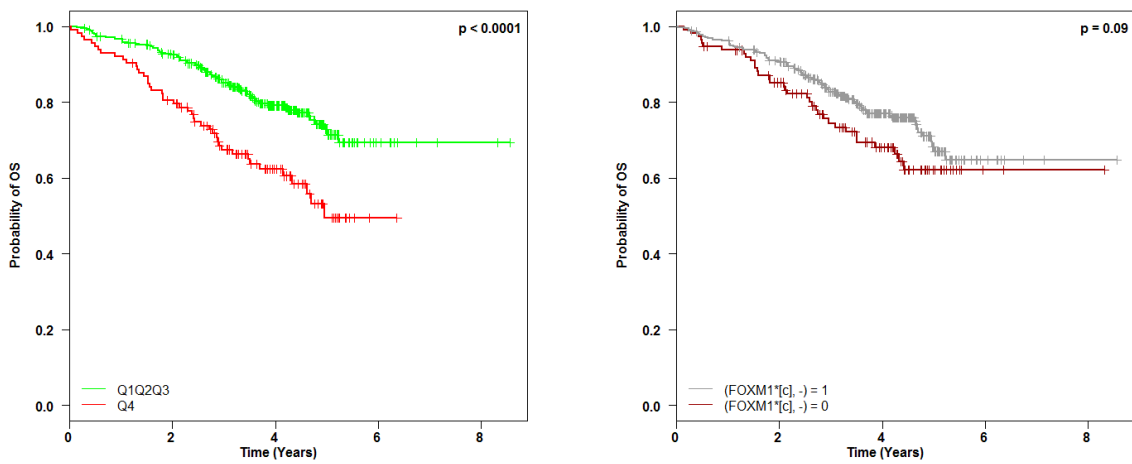 p < 0.0001
1.0
0.8
0.6
0.4
0.2
0.0
Probability of OS
Q1Q2Q3
Q4
0 2 4 6 8
Time (Years)
p = 0.09
1.0
0.8
0.6
0.4
0.2
0.0
Probability of OS
(FOXM1*[c], -) = 1
(FOXM1*[c], -) = 0
0 2 4 6 8
Time (Years)